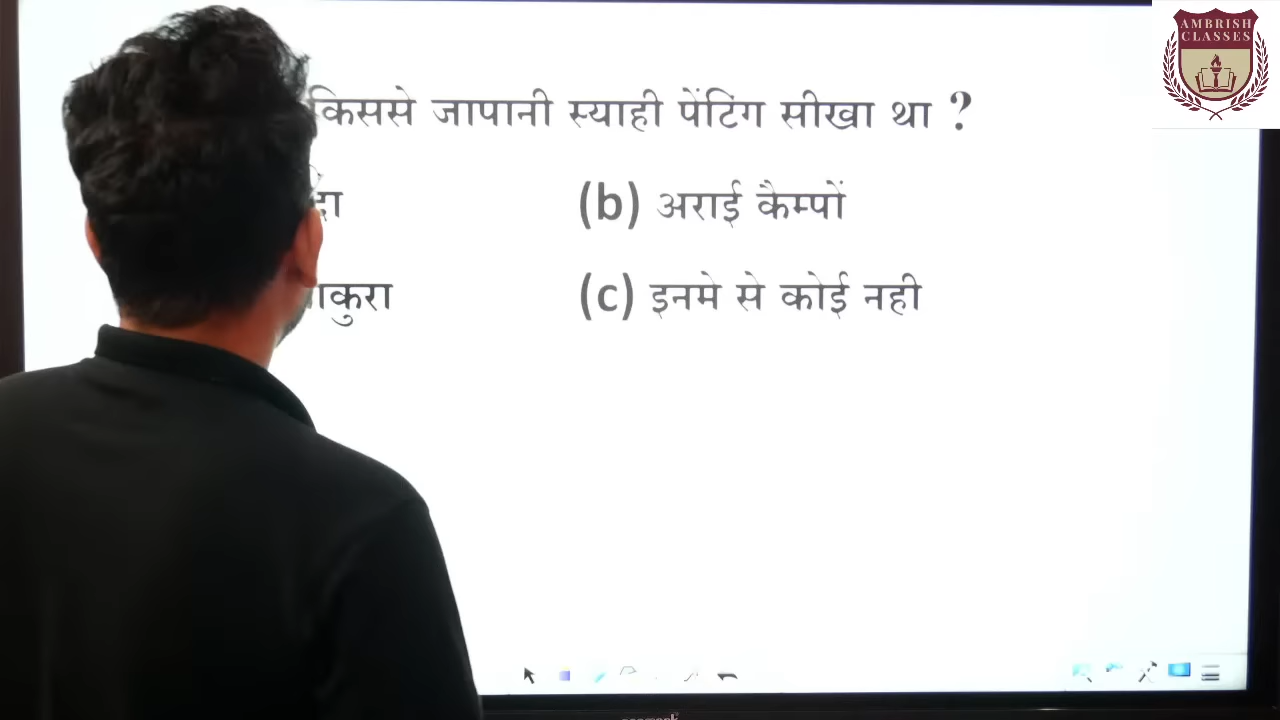 AMBRISH
CLASSES
किससे जापानी स्याही पेंटिंग सीखा था ?
(b) अराई कैम्पों
(c) इनमे से कोई नही